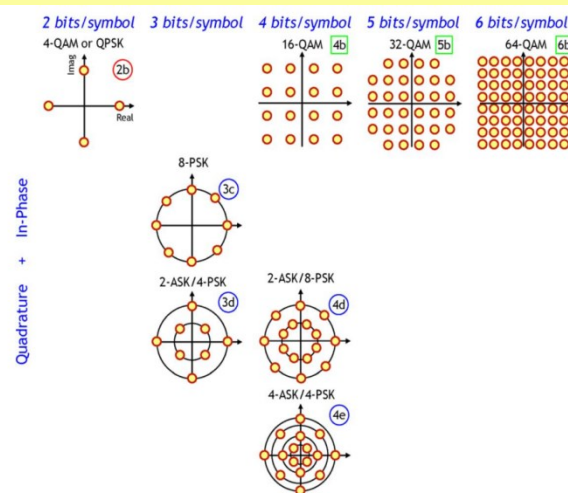 2 bits/symbol 3 bits/symbol 4 bits/symbol 5 bits/symbol 6 bits/symbol
4-QAM or QPSK 16-QAM 4b 32-QAM 5b 64-QAM 6b
Imag
2b
Real
8-PSK
3c
Quadrature + In-Phase
2-ASK/4-PSK 2-ASK/8-PSK
3d 4d
4-ASK/4-PSK
4e